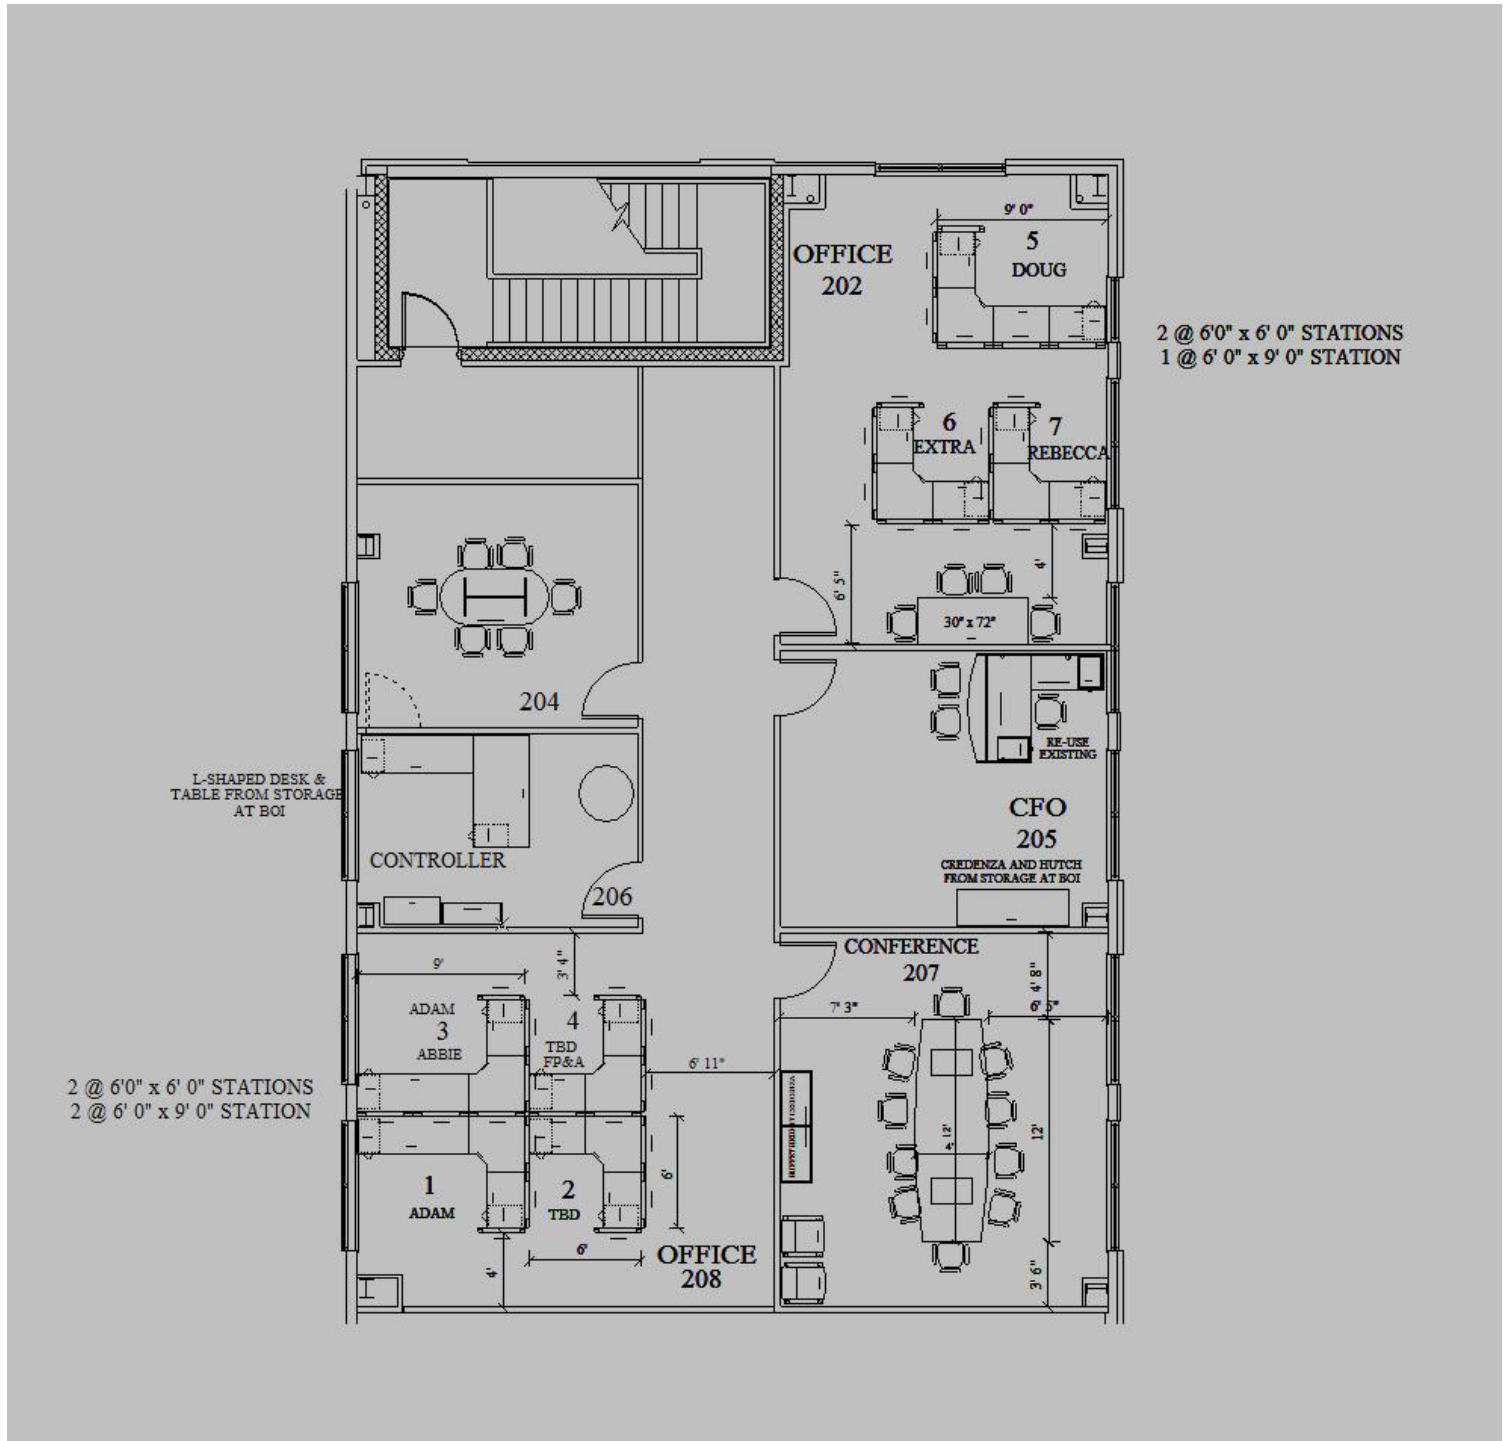 9' 0"
5
DOUG
OFFICE
202
2 @ 6'0" x 6' 0" STATIONS
1 @ 6' 0" x 9' 0" STATION
6
EXTRA
7
REBECCA
6' 5"
4'
30" x 72"
204
RE-USE
EXISTING
L-SHAPED DESK &
TABLE FROM STORAGE
AT BOI
CFO
205
CREDENZA AND HUTCH
FROM STORAGE AT BOI
CONTROLLER
206
CONFERENCE
207
9'
3' 4"
4' 8"
7' 3"
6' 5"
ADAM
3
ABBIE
4
TBD
FP&A
6' 11"
2 @ 6'0" x 6' 0" STATIONS
2 @ 6' 0" x 9' 0" STATION
12'
1
ADAM
2
TBD
6'
6'
4'
OFFICE
208
3' 6"